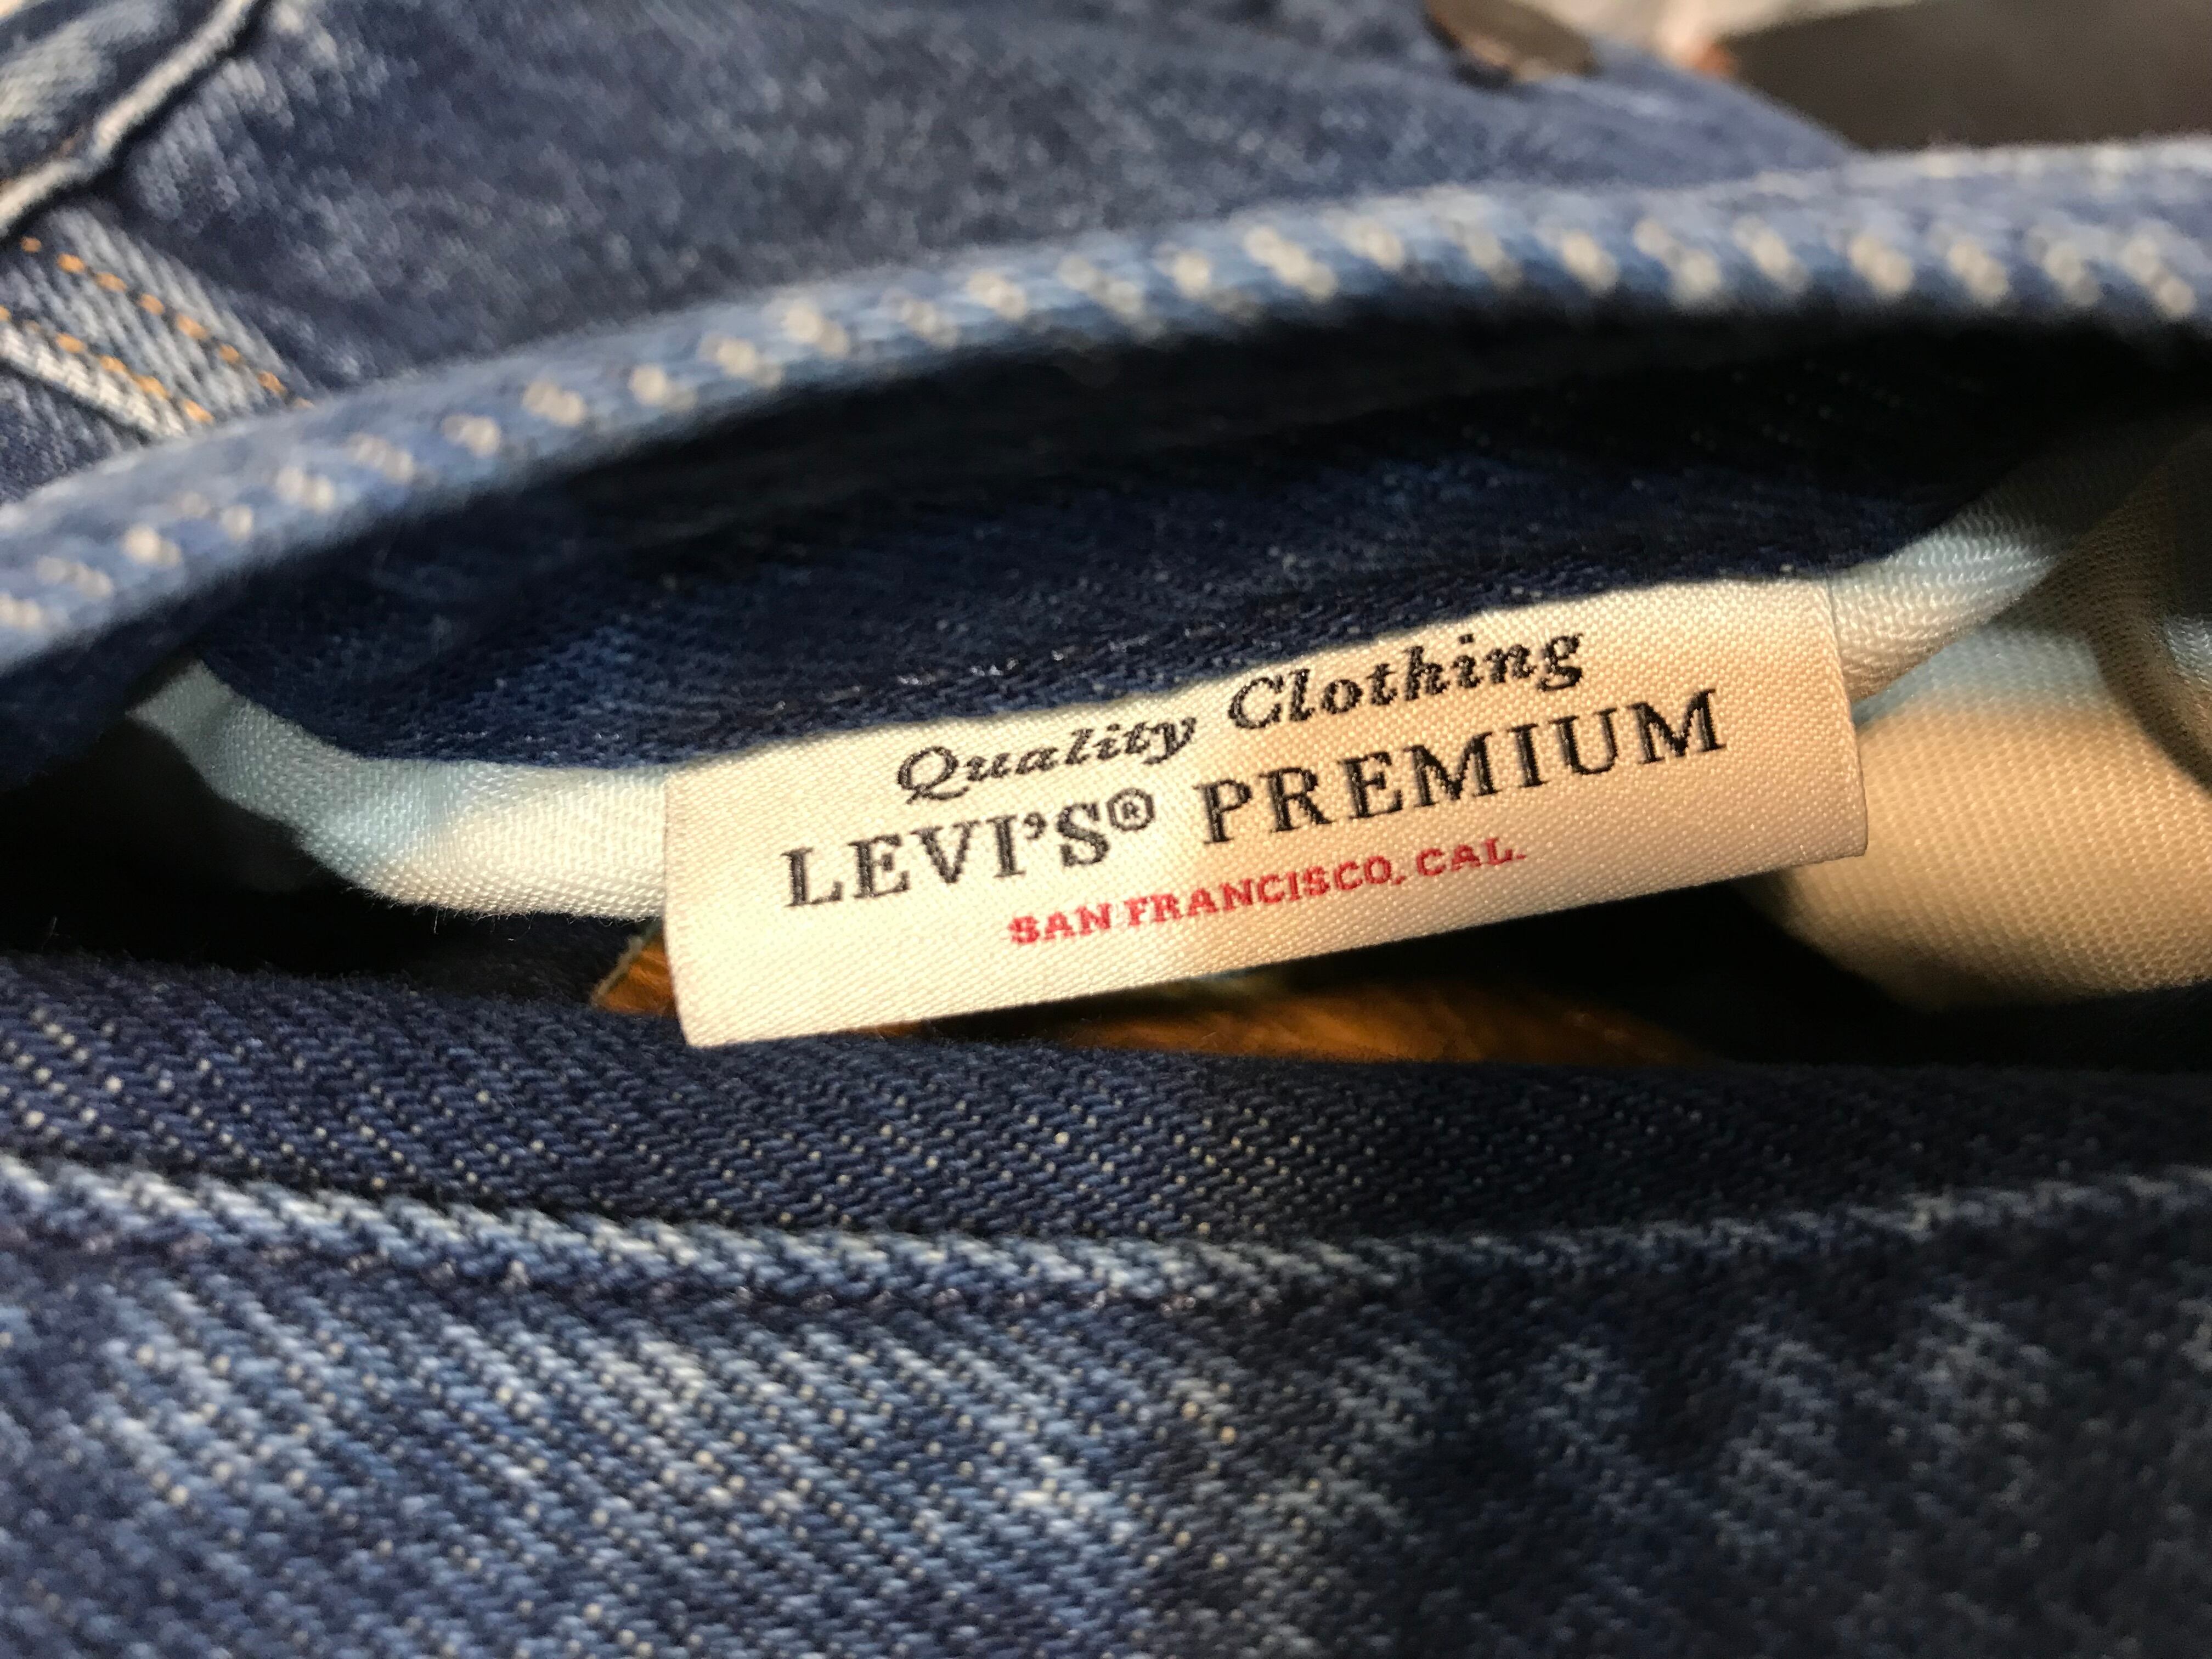 Quality Clothing
LEVI'S® PREMIUM
SAN FRANCISCO, CAL.